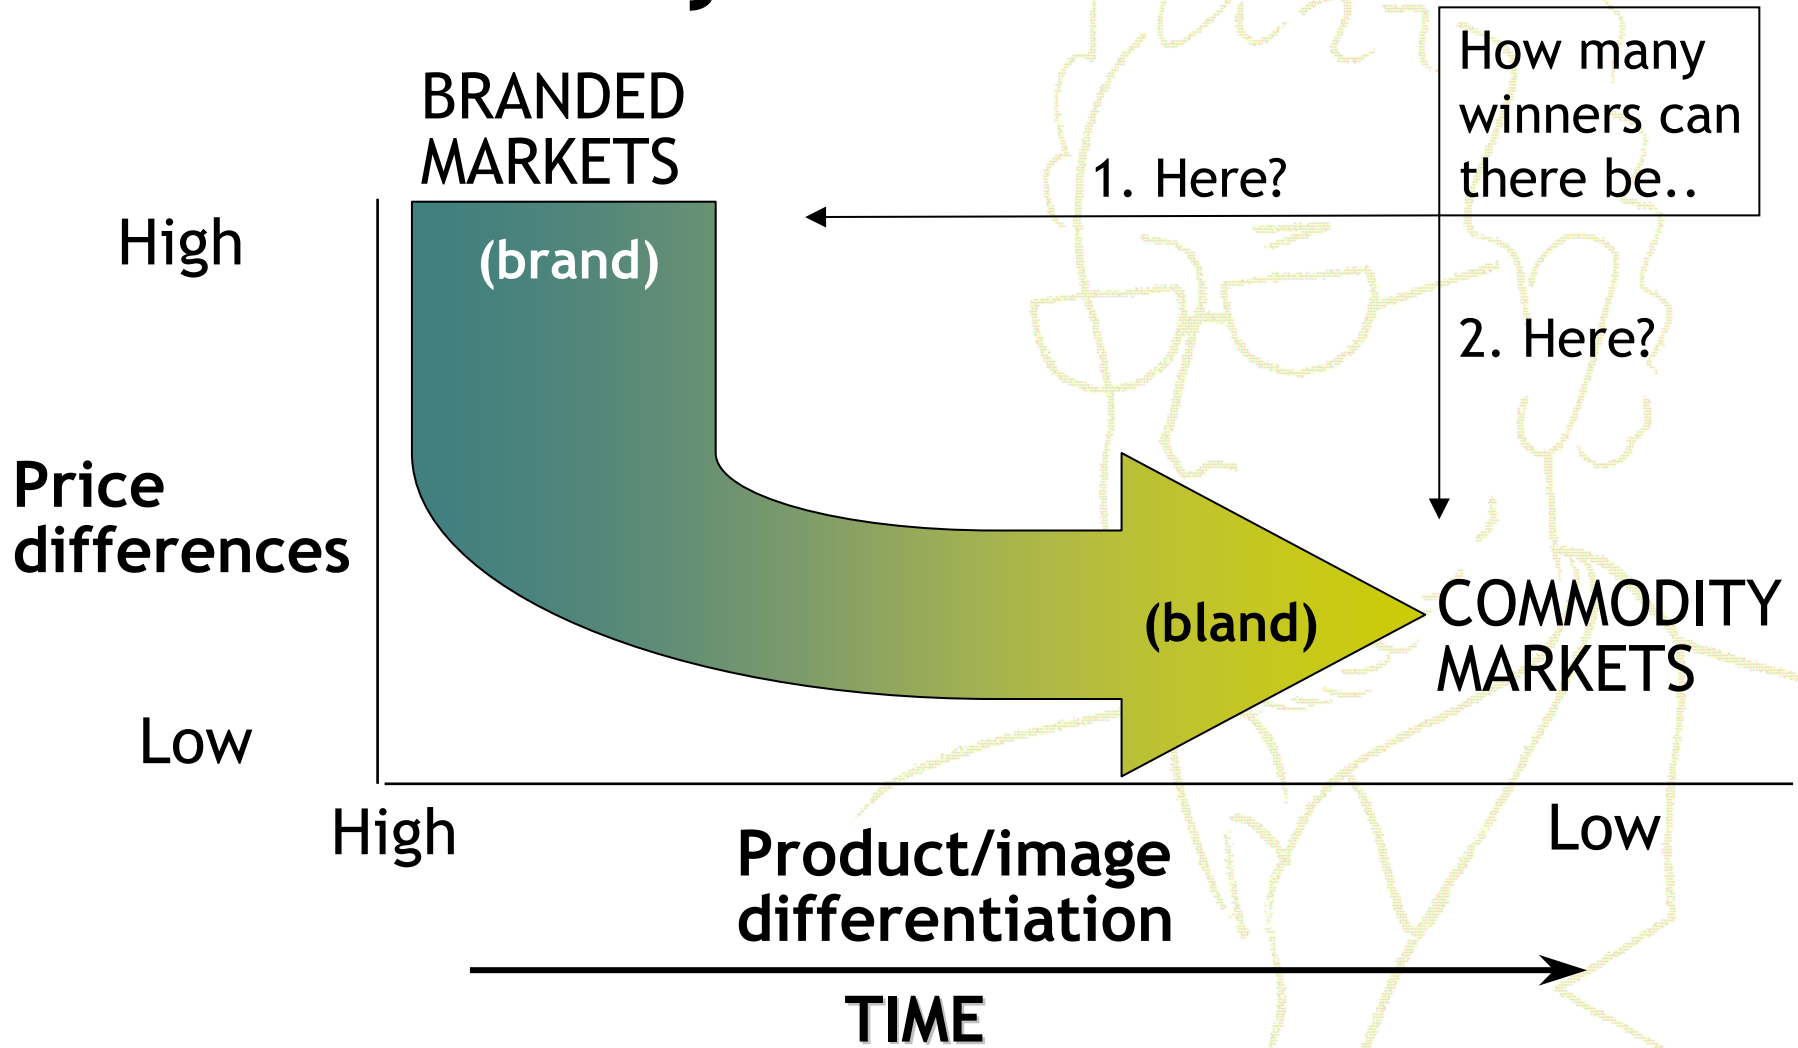 BRANDED
MARKETS
How many
winners can
there be..
1. Here?
High
(brand)
2. Here?
Price
differences
(bland)
COMMODITY
MARKETS
Low
High
Low
Product/image
differentiation
TIME